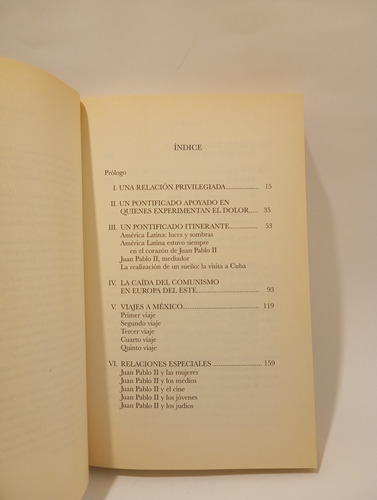 ÍNDICE
Prólogo
I. UNA RELACIÓN PRIVILEGIADA 15
II. UN PONTIFICADO APOYADO EN
QUIENES EXPERIMENTAN EL DOLOR 35
III. UN PONTIFICADO ITINERANTE 53
América Latina: luces y sombras
América Latina estuvo siempre
en el corazón de Juan Pablo II
Juan Pablo II, mediador
La realización de un sueño: la visita a Cuba
IV. LA CAÍDA DEL COMUNISMO
EN EUROPA DEL ESTE 93
V. VIAJES A MÉXICO 119
Primer viaje
Segundo viaje
Tercer viaje
Cuarto viaje
Quinto viaje
VI. RELACIONES ESPECIALES 159
Juan Pablo II y las mujeres
Juan Pablo II y los medios
Juan Pablo II y el cine
Juan Pablo II y los jóvenes
Juan Pablo II y los judíos